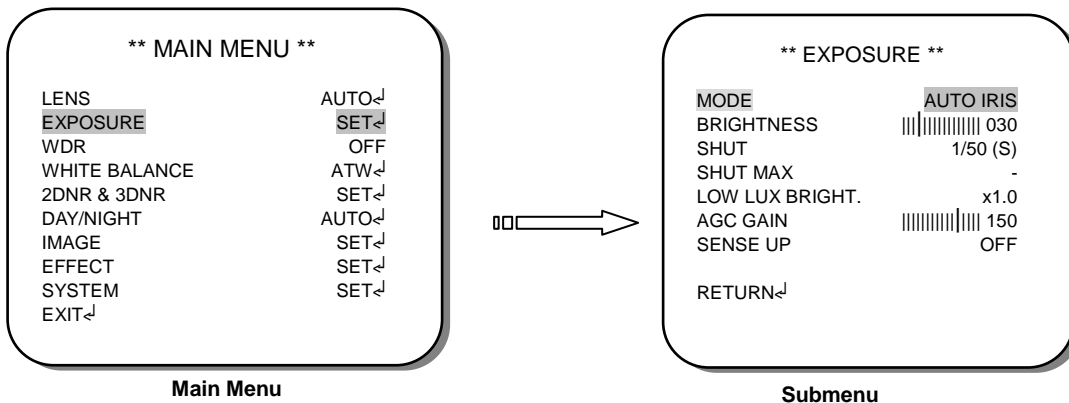 ** MAIN MENU **
LENS AUTO↲
EXPOSURE SET↲
WDR OFF
WHITE BALANCE ATW↲
2DNR & 3DNR SET↲
DAY/NIGHT AUTO↲
IMAGE SET↲
EFFECT SET↲
SYSTEM SET↲
EXIT↲
Main Menu
** EXPOSURE **
MODE AUTO IRIS
BRIGHTNESS 030
SHUT 1/50 (S)
SHUT MAX -
LOW LUX BRIGHT. x1.0
AGC GAIN 150
SENSE UP OFF
RETURN↲
Submenu